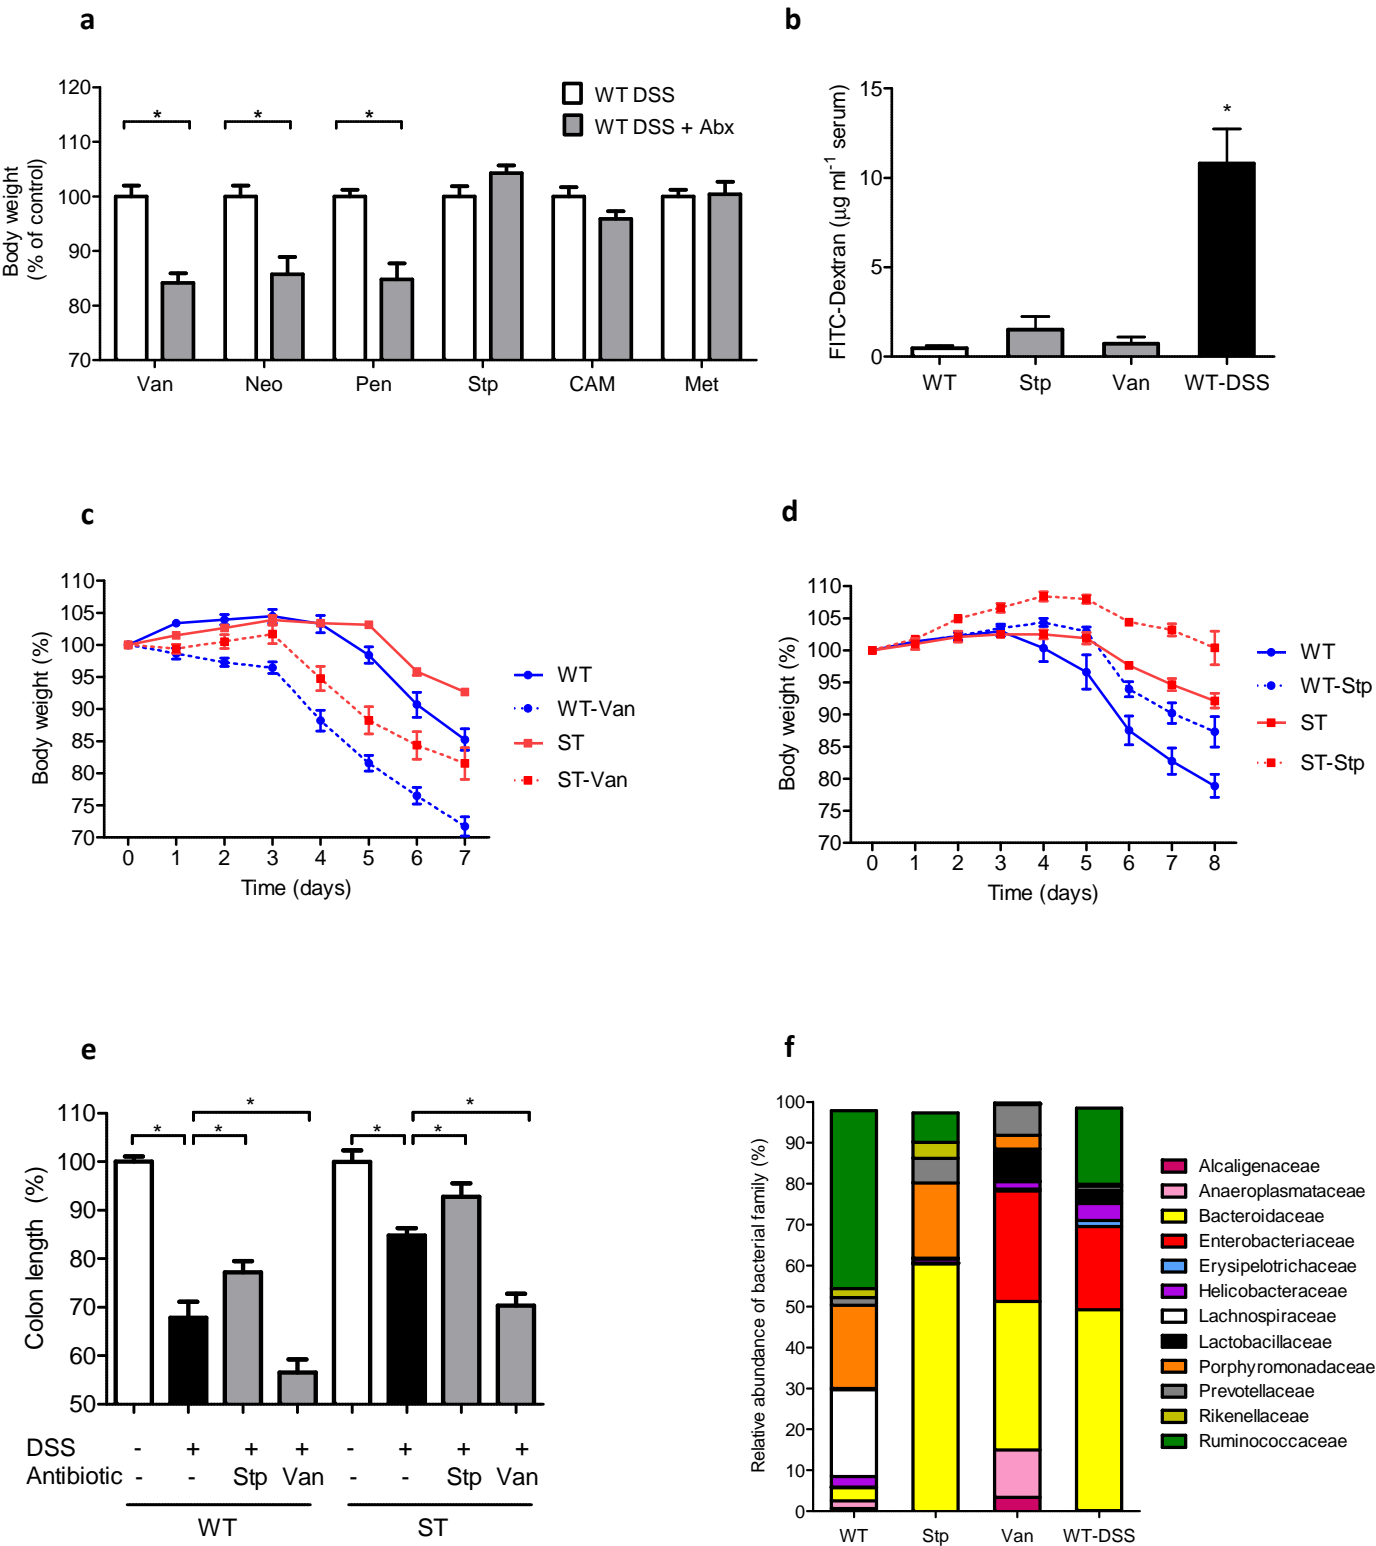 a
120
110
100
90
80
70
Body weight
(% of control)
* * *
WT DSS
WT DSS + Abx
Van Neo Pen Stp CAM Met
b
15
10
5
0
FITC-Dextran (µg ml⁻¹ serum)
*
WT Stp Van WT-DSS
c
110
105
100
95
90
85
80
75
70
Body weight (%)
0 1 2 3 4 5 6 7
Time (days)
WT
WT-Van
ST
ST-Van
d
110
105
100
95
90
85
80
75
70
Body weight (%)
0 1 2 3 4 5 6 7 8
Time (days)
WT
WT-Stp
ST
ST-Stp
e
110
100
90
80
70
60
50
Colon length (%)
* *
* * * *
DSS - + + + - + + +
Antibiotic - - Stp Van - - Stp Van
WT ST
f
100
90
80
70
60
50
40
30
20
10
0
Relative abundance of bacterial family (%)
WT Stp Van WT-DSS
Alcaligenaceae
Anaeroplasmataceae
Bacteroidaceae
Enterobacteriaceae
Erysipelotrichaceae
Helicobacteraceae
Lachnospiraceae
Lactobacillaceae
Porphyromonadaceae
Prevotellaceae
Rikenellaceae
Ruminococcaceae